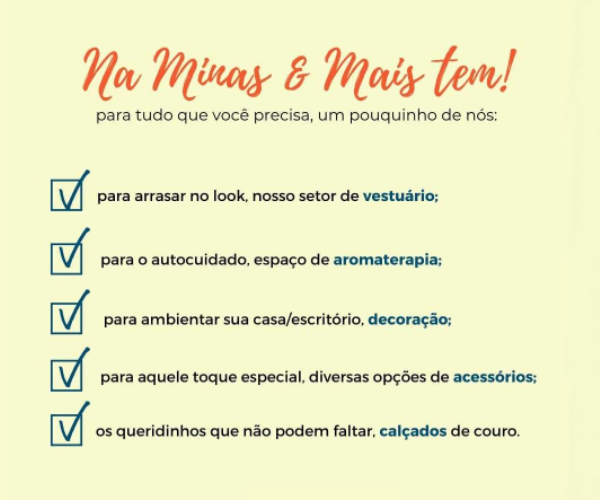 Na Minas & Mais tem!
para tudo que você precisa, um pouquinho de nós:
para arrasar no look, nosso setor de vestuário;
para o autocuidado, espaço de aromaterapia;
para ambientar sua casa/escritório, decoração;
para aquele toque especial, diversas opções de acessórios;
os queridinhos que não podem faltar, calçados de couro.